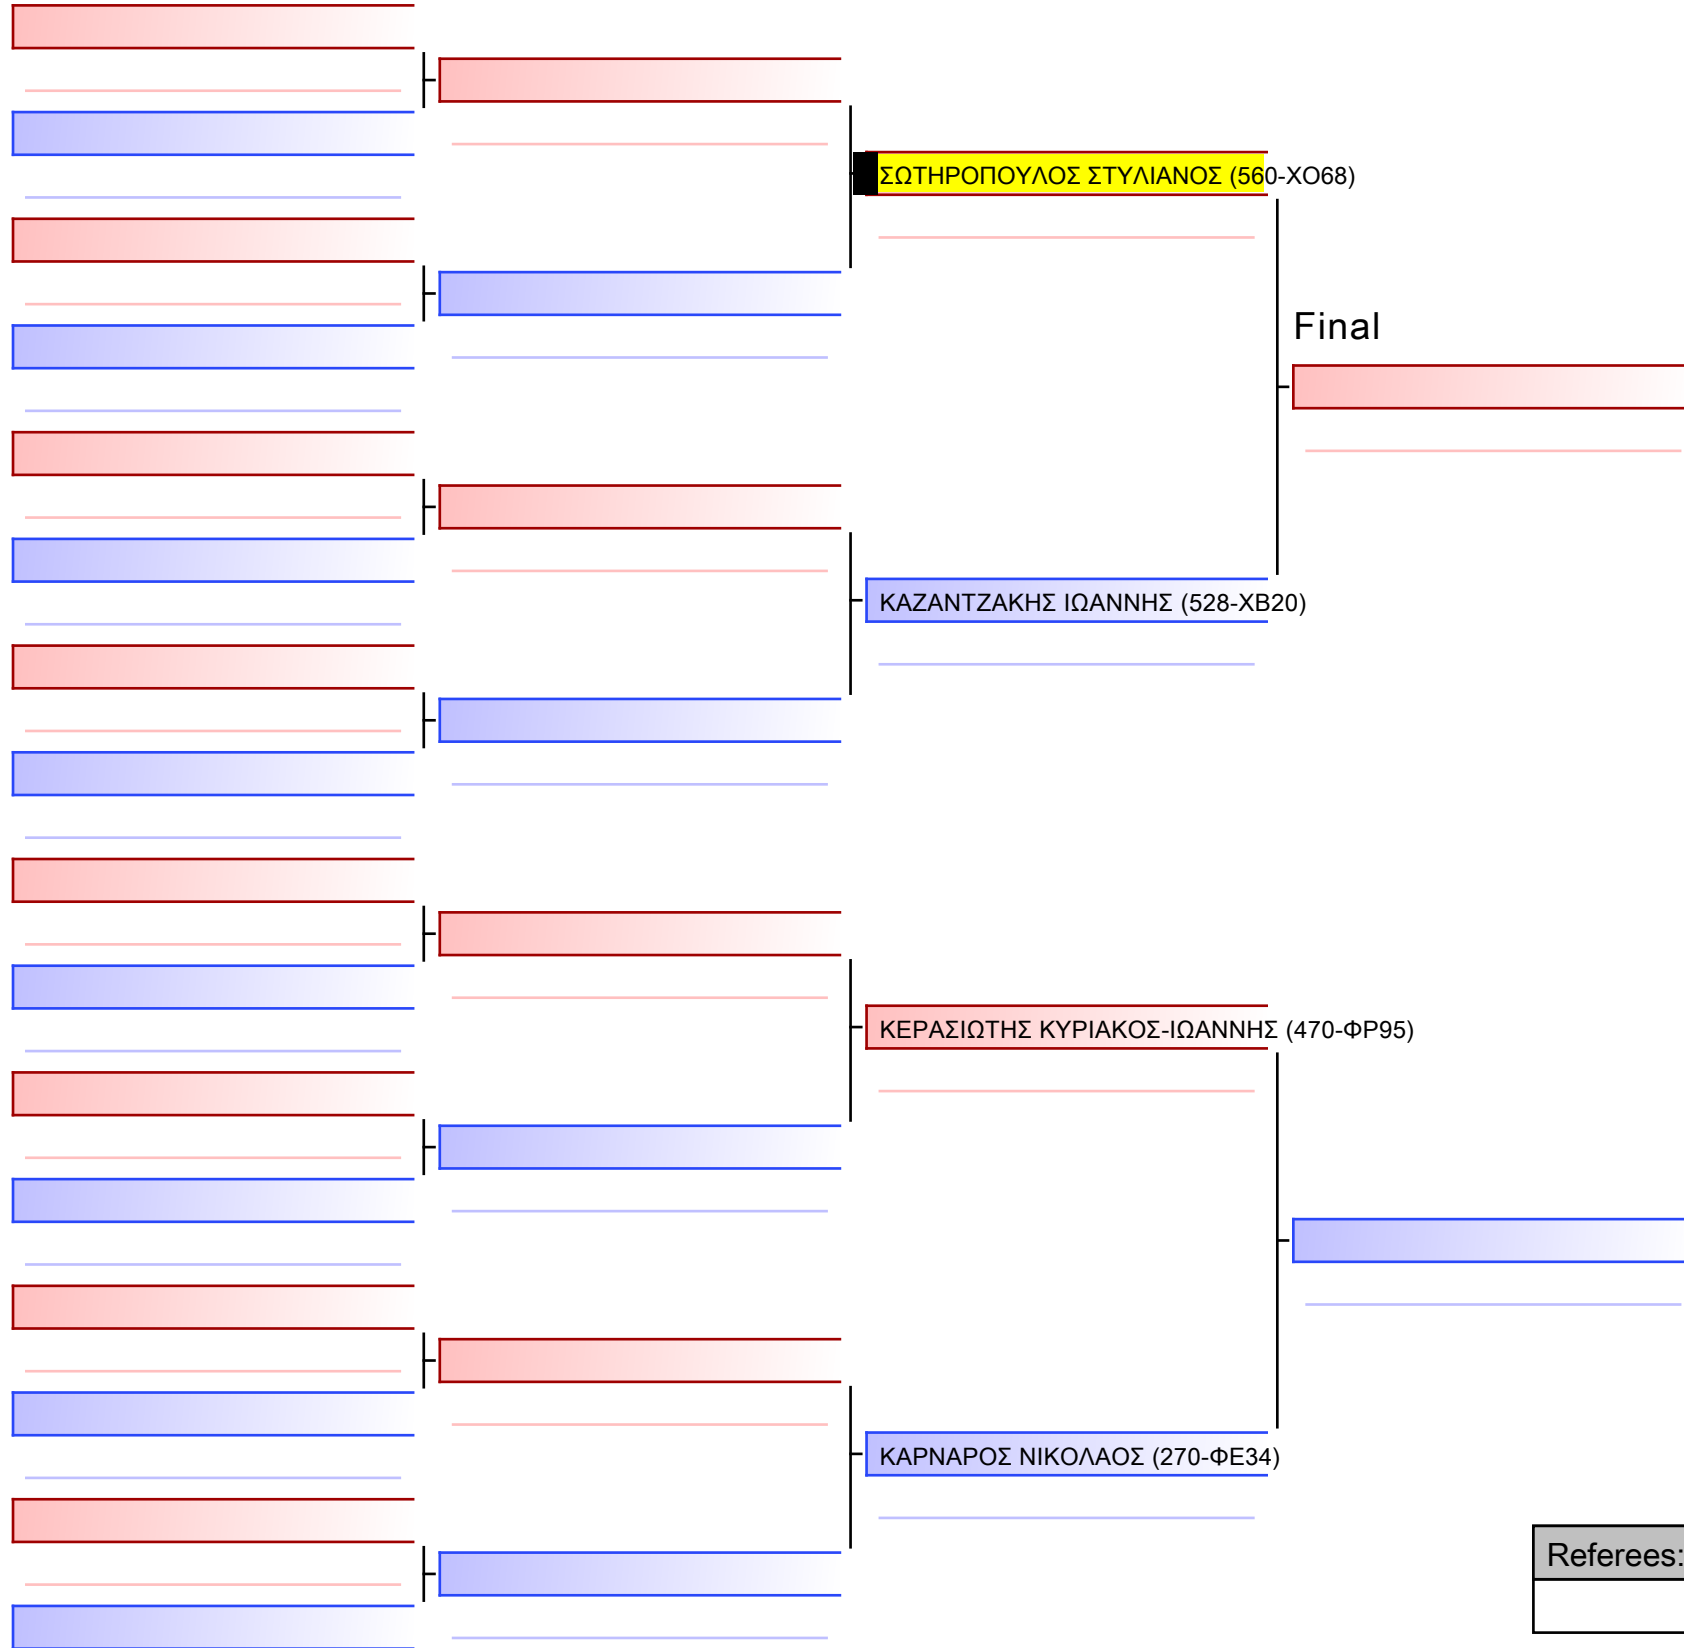 ΣΩΤΗΡΟΠΟΥΛΟΣ ΣΤΥΛΙΑΝΟΣ (560-ΧΟ68)
Final
ΚΑΖΑΝΤΖΑΚΗΣ ΙΩΑΝΝΗΣ (528-ΧΒ20)
ΚΕΡΑΣΙΩΤΗΣ ΚΥΡΙΑΚΟΣ-ΙΩΑΝΝΗΣ (470-ΦΡ95)
ΚΑΡΝΑΡΟΣ ΝΙΚΟΛΑΟΣ (270-ΦΕ34)
Referees: